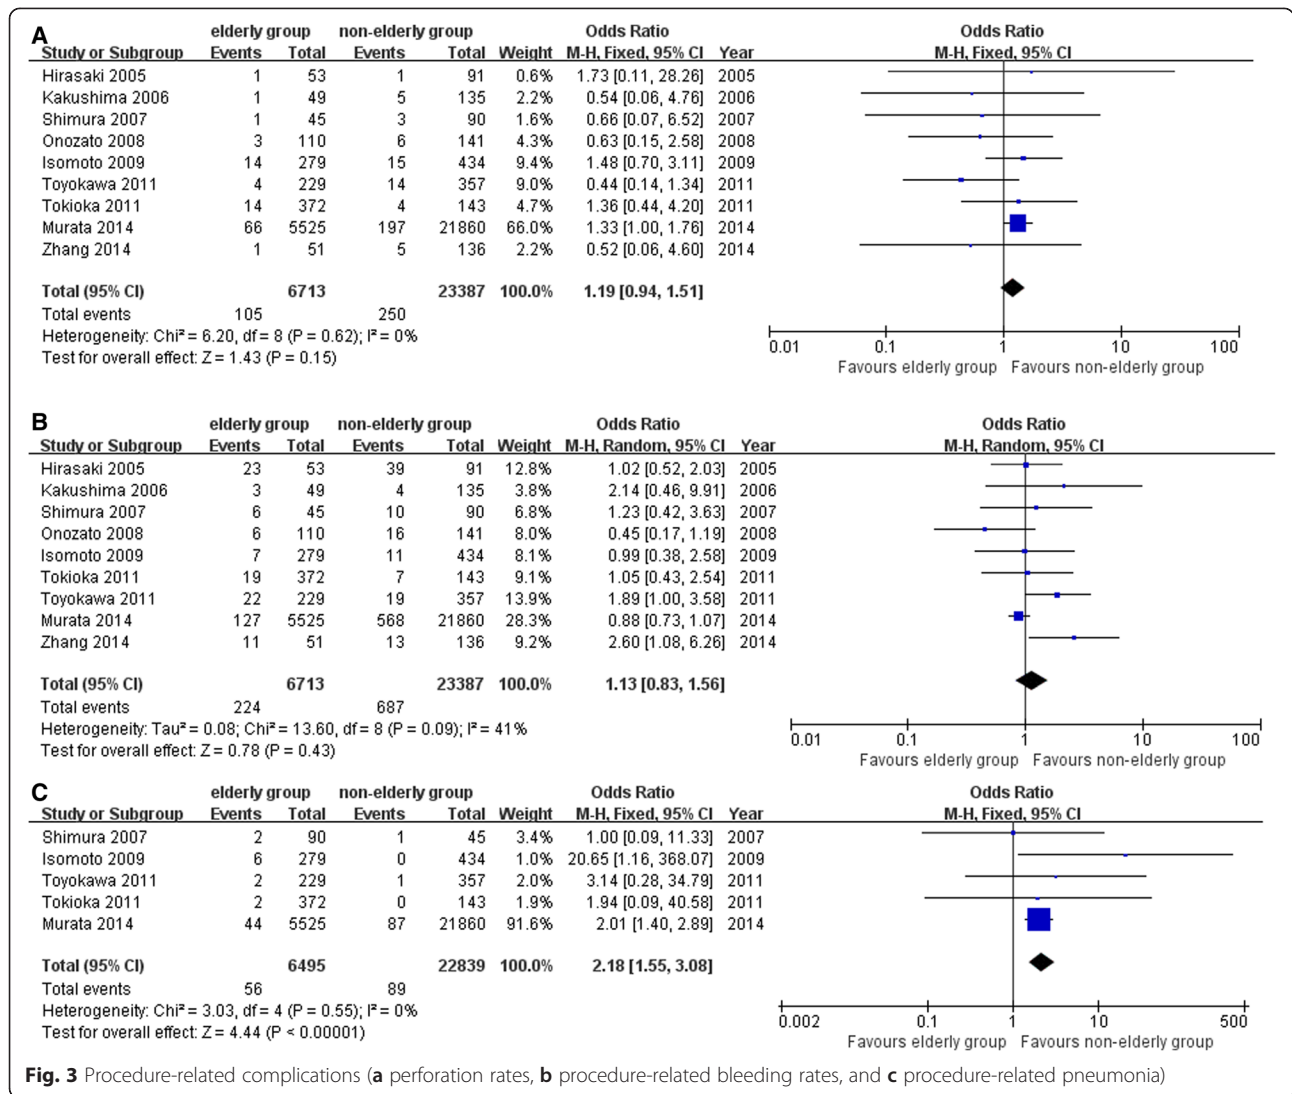 A
elderly group non-elderly group Odds Ratio Odds Ratio
Study or Subgroup Events Total Events Total Weight M-H, Fixed, 95% CI Year M-H, Fixed, 95% CI
Hirasaki 2005 1 53 1 91 0.6% 1.73 [0.11, 28.26] 2005
Kakushima 2006 1 49 5 135 2.2% 0.54 [0.06, 4.76] 2006
Shimura 2007 1 45 3 90 1.6% 0.66 [0.07, 6.52] 2007
Onozato 2008 3 110 6 141 4.3% 0.63 [0.15, 2.58] 2008
Isomoto 2009 14 279 15 434 9.4% 1.48 [0.70, 3.11] 2009
Toyokawa 2011 4 229 14 357 9.0% 0.44 [0.14, 1.34] 2011
Tokioka 2011 14 372 4 143 4.7% 1.36 [0.44, 4.20] 2011
Murata 2014 66 5525 197 21860 66.0% 1.33 [1.00, 1.76] 2014
Zhang 2014 1 51 5 136 2.2% 0.52 [0.06, 4.60] 2014
Total (95% CI) 6713 23387 100.0% 1.19 [0.94, 1.51]
Total events 105 250
Heterogeneity: Chi² = 6.20, df = 8 (P = 0.62); I² = 0%
Test for overall effect: Z = 1.43 (P = 0.15)
0.01 0.1 1 10 100
Favours elderly group Favours non-elderly group
B
elderly group non-elderly group Odds Ratio Odds Ratio
Study or Subgroup Events Total Events Total Weight M-H, Random, 95% CI Year M-H, Random, 95% CI
Hirasaki 2005 23 53 39 91 12.8% 1.02 [0.52, 2.03] 2005
Kakushima 2006 3 49 4 135 3.8% 2.14 [0.46, 9.91] 2006
Shimura 2007 6 45 10 90 6.8% 1.23 [0.42, 3.63] 2007
Onozato 2008 6 110 16 141 8.0% 0.45 [0.17, 1.19] 2008
Isomoto 2009 7 279 11 434 8.1% 0.99 [0.38, 2.58] 2009
Tokioka 2011 19 372 7 143 9.1% 1.05 [0.43, 2.54] 2011
Toyokawa 2011 22 229 19 357 13.9% 1.89 [1.00, 3.58] 2011
Murata 2014 127 5525 568 21860 28.3% 0.88 [0.73, 1.07] 2014
Zhang 2014 11 51 13 136 9.2% 2.60 [1.08, 6.26] 2014
Total (95% CI) 6713 23387 100.0% 1.13 [0.83, 1.56]
Total events 224 687
Heterogeneity: Tau² = 0.08; Chi² = 13.60, df = 8 (P = 0.09); I² = 41%
Test for overall effect: Z = 0.78 (P = 0.43)
0.01 0.1 1 10 100
Favours elderly group Favours non-elderly group
C
elderly group non-elderly group Odds Ratio Odds Ratio
Study or Subgroup Events Total Events Total Weight M-H, Fixed, 95% CI Year M-H, Fixed, 95% CI
Shimura 2007 2 90 1 45 3.4% 1.00 [0.09, 11.33] 2007
Isomoto 2009 6 279 0 434 1.0% 20.65 [1.16, 368.07] 2009
Toyokawa 2011 2 229 1 357 2.0% 3.14 [0.28, 34.79] 2011
Tokioka 2011 2 372 0 143 1.9% 1.94 [0.09, 40.58] 2011
Murata 2014 44 5525 87 21860 91.6% 2.01 [1.40, 2.89] 2014
Total (95% CI) 6495 22839 100.0% 2.18 [1.55, 3.08]
Total events 56 89
Heterogeneity: Chi² = 3.03, df = 4 (P = 0.55); I² = 0%
Test for overall effect: Z = 4.44 (P < 0.00001)
0.002 0.1 1 10 500
Favours elderly group Favours non-elderly group
Fig. 3 Procedure-related complications (a perforation rates, b procedure-related bleeding rates, and c procedure-related pneumonia)